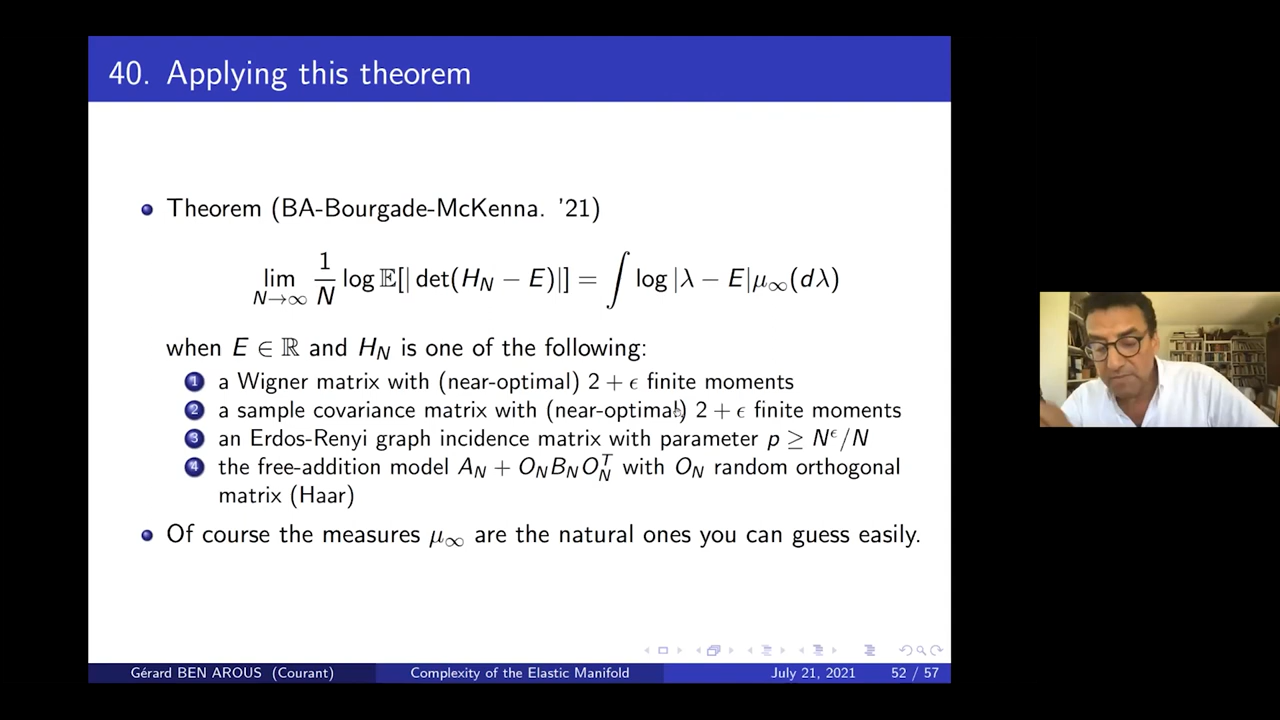 40. Applying this theorem
Theorem (BA-Bourgade-McKenna. '21)
lim_{N→∞} 1/N log 𝔼[| det(H_N − E)|] = ∫ log |λ − E|μ_∞(dλ)
when E ∈ ℝ and H_N is one of the following:
1 a Wigner matrix with (near-optimal) 2 + ϵ finite moments
2 a sample covariance matrix with (near-optimal) 2 + ϵ finite moments
3 an Erdos-Renyi graph incidence matrix with parameter p ≥ N^ϵ/N
4 the free-addition model A_N + O_N B_N O_N^T with O_N random orthogonal
matrix (Haar)
Of course the measures μ_∞ are the natural ones you can guess easily.
Gérard BEN AROUS (Courant) Complexity of the Elastic Manifold July 21, 2021 52 / 57